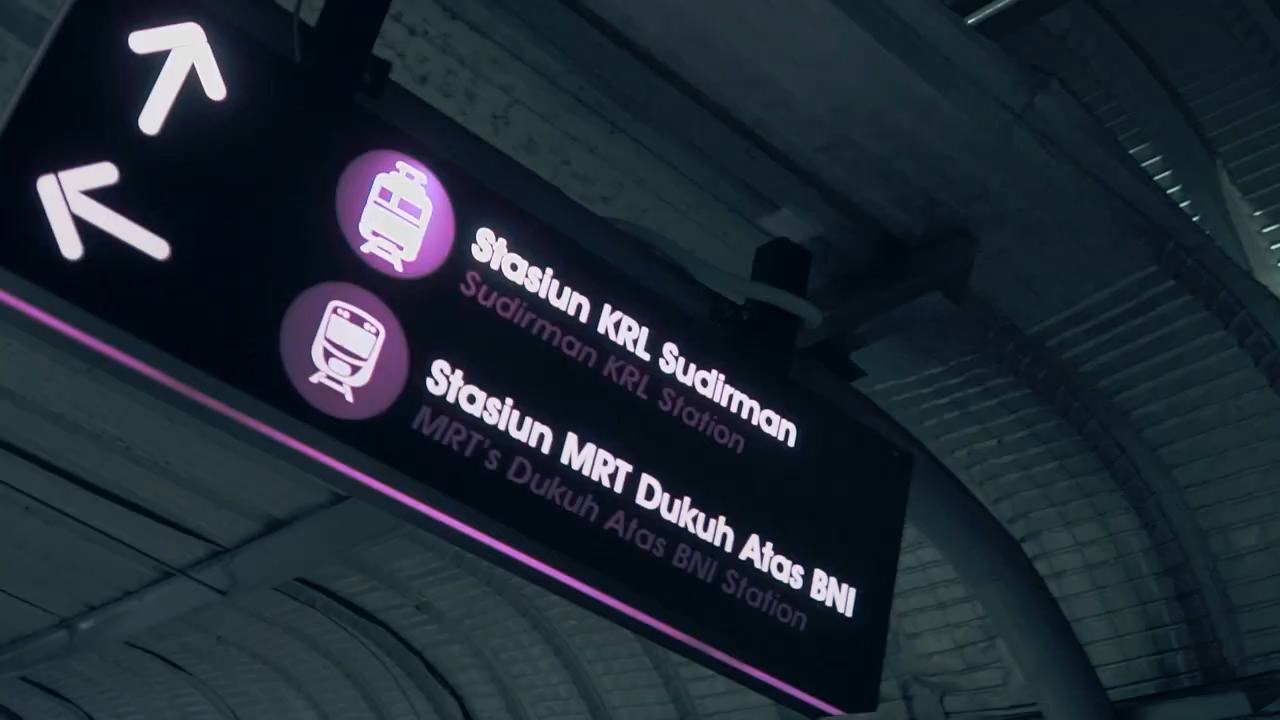 Stasiun KRL Sudirman
Sudirman KRL Station
Stasiun MRT Dukuh Atas BNI
MRT's Dukuh Atas BNI Station